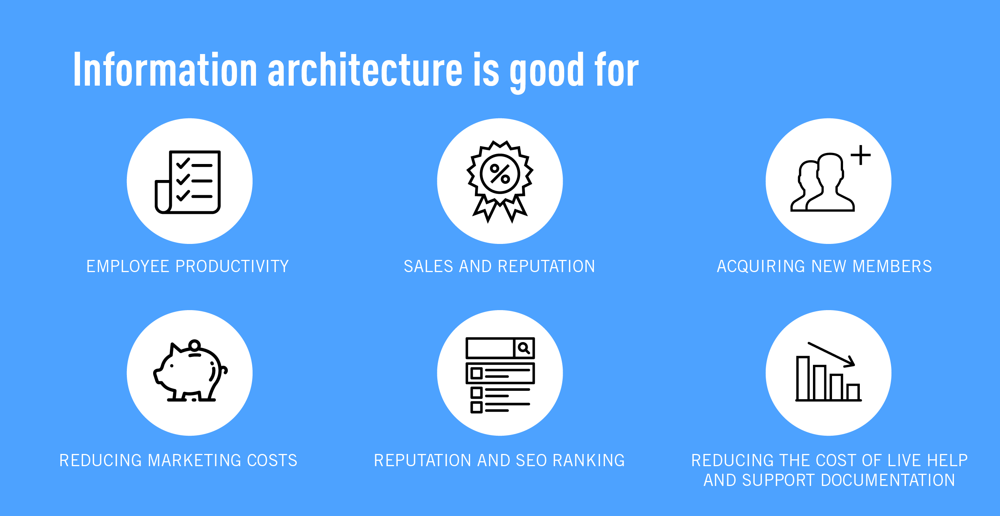 Information architecture is good for
EMPLOYEE PRODUCTIVITY
SALES AND REPUTATION
ACQUIRING NEW MEMBERS
REDUCING MARKETING COSTS
REPUTATION AND SEO RANKING
REDUCING THE COST OF LIVE HELP
AND SUPPORT DOCUMENTATION